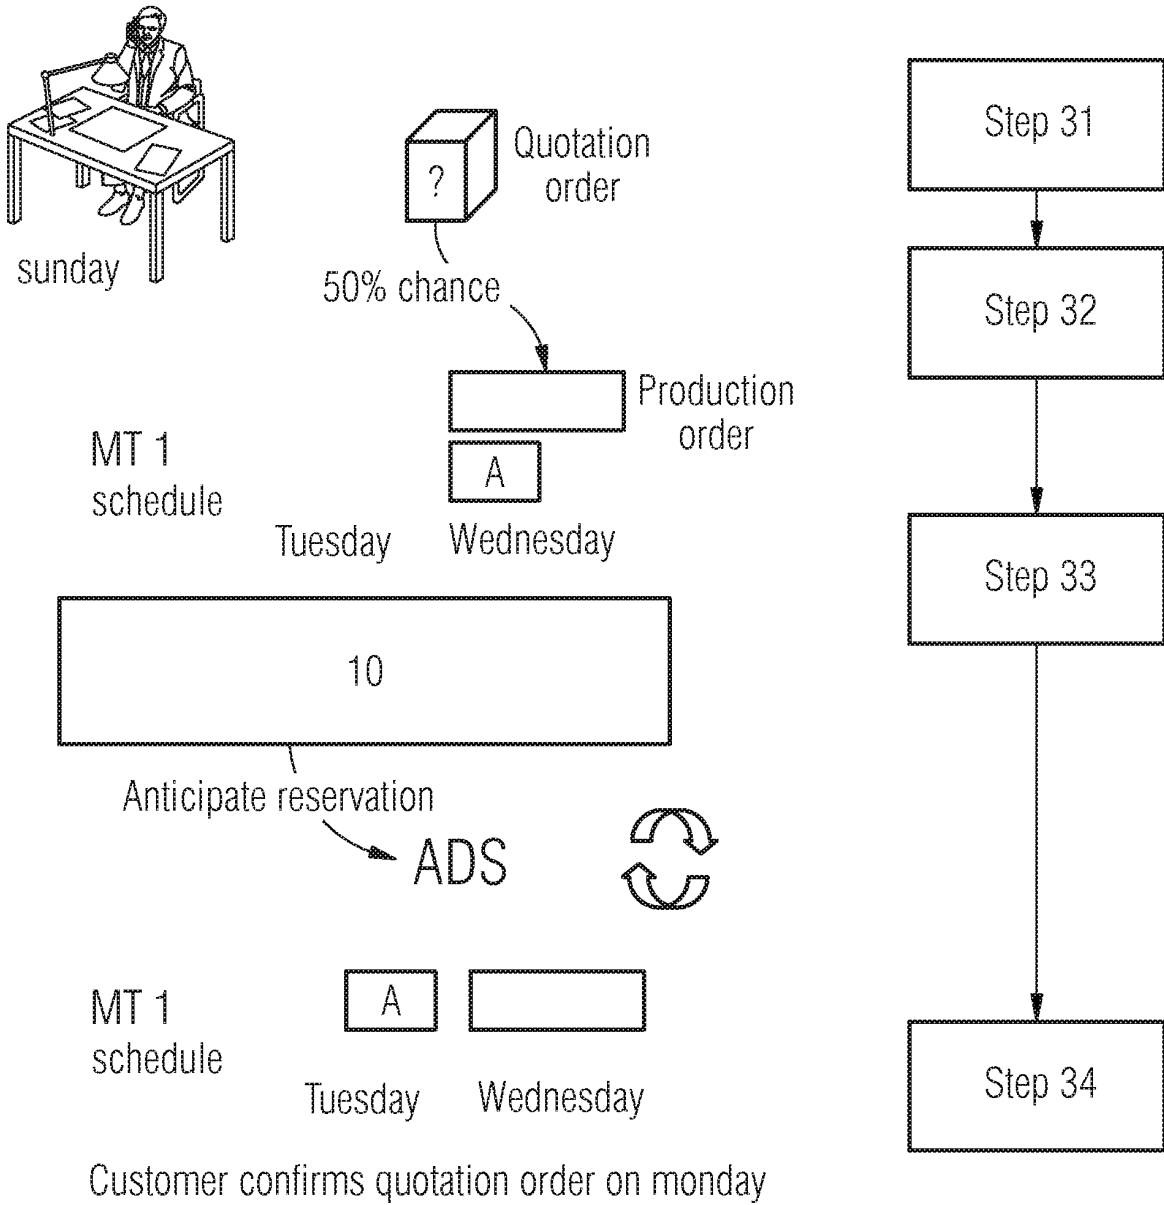 Quotation
order
?
sunday
50% chance
Production
order
MT 1
schedule
A
Tuesday
Wednesday
10
Anticipate reservation
ADS
MT 1
schedule
A
Tuesday
Wednesday
Customer confirms quotation order on monday
Step 31
Step 32
Step 33
Step 34